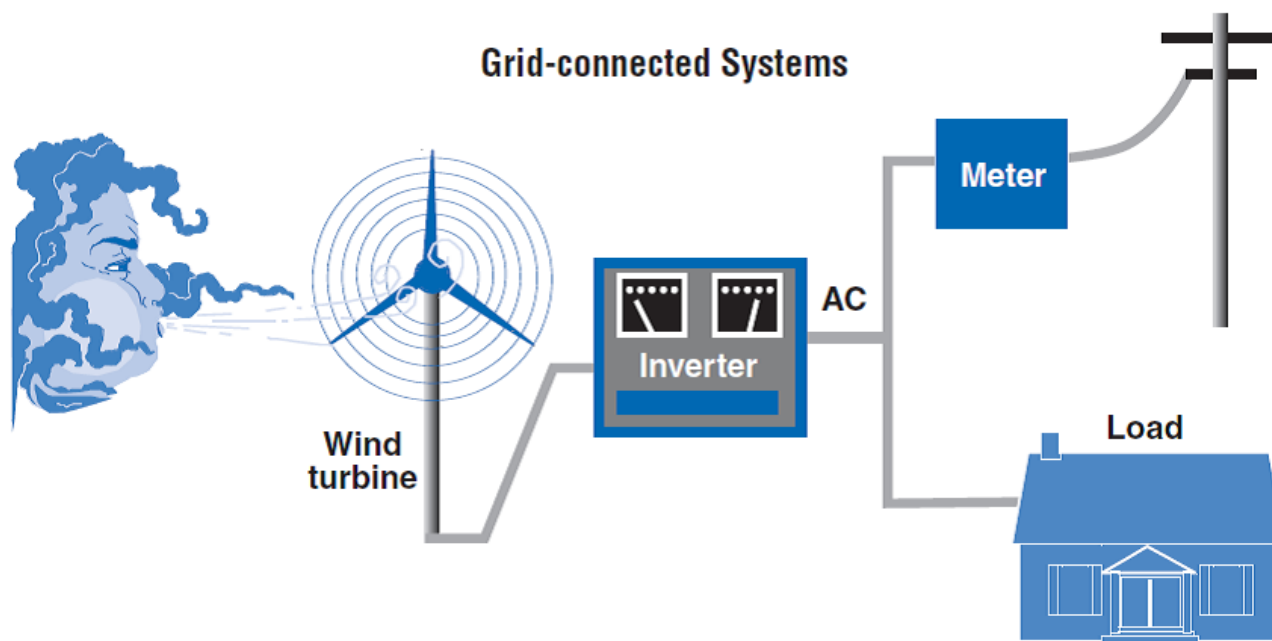 Grid-connected Systems
Meter
AC
Inverter
Wind
turbine
Load